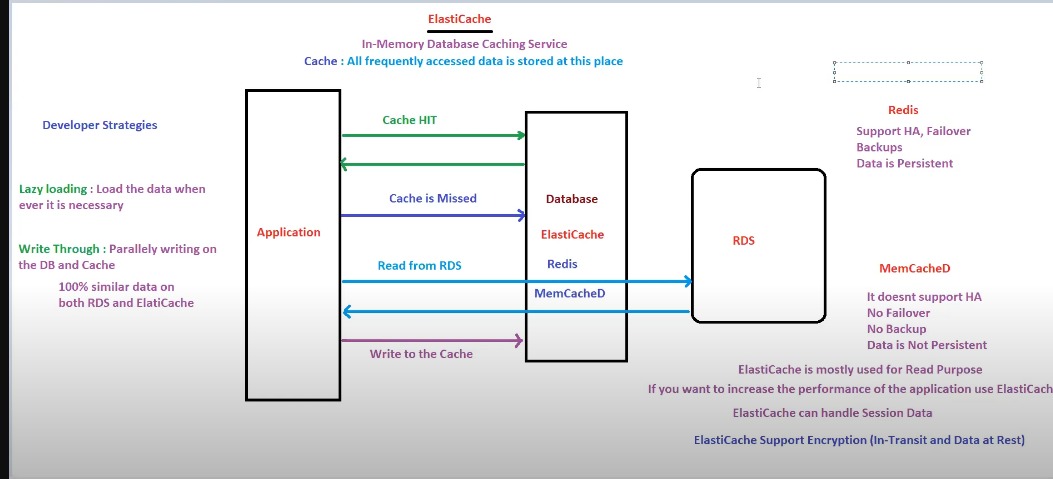 ElastiCache
In-Memory Database Caching Service
Cache : All frequently accessed data is stored at this place
Developer Strategies
Lazy loading : Load the data when
ever it is necessary
Write Through : Parallely writing on
the DB and Cache
100% similar data on
both RDS and ElatiCache
Application
Cache HIT
Cache is Missed
Read from RDS
Write to the Cache
Database
ElastiCache
Redis
MemCacheD
RDS
Redis
Support HA, Failover
Backups
Data is Persistent
MemCacheD
It doesnt support HA
No Failover
No Backup
Data is Not Persistent
ElastiCache is mostly used for Read Purpose
If you want to increase the performance of the application use ElastiCach
ElastiCache can handle Session Data
ElastiCache Support Encryption (In-Transit and Data at Rest)